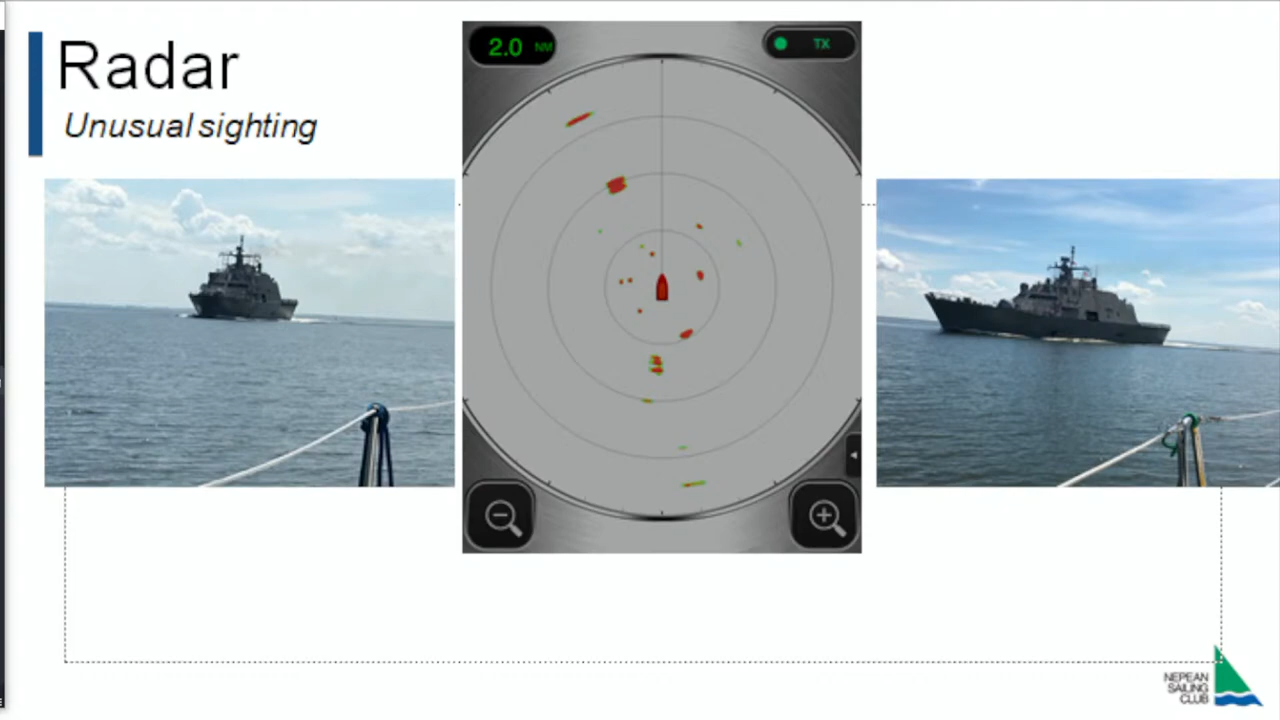 Radar
Unusual sighting
2.0 NM
TX
NEPEAN
SAILING
CLUB